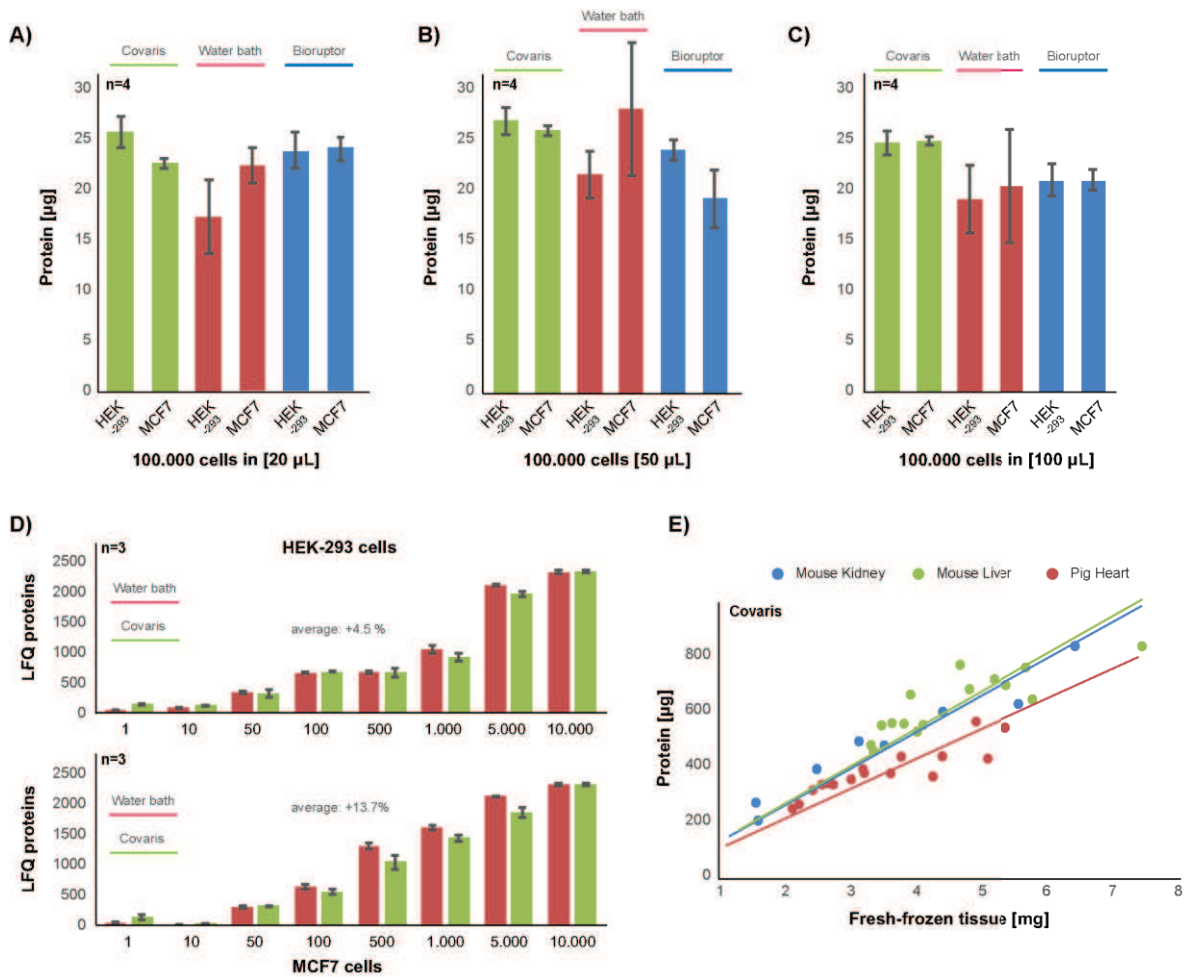 A)
Covaris Water bath Bioruptor
n=4
30
25
20
15
10
5
0
Protein [µg]
HEK -293 MCF7 HEK -293 MCF7 HEK -293 MCF7
100.000 cells in [20 µL]
B)
Water bath
Covaris Bioruptor
n=4
30
25
20
15
10
5
0
Protein [µg]
HEK -293 MCF7 HEK -293 MCF7 HEK -293 MCF7
100.000 cells [50 µL]
C)
Covaris Water bath Bioruptor
n=4
30
25
20
15
10
5
0
Protein [µg]
HEK -293 MCF7 HEK -293 MCF7 HEK -293 MCF7
100.000 cells in [100 µL]
D)
n=3 HEK-293 cells
2500
2000
1500
1000
500
0
LFQ proteins
Water bath
Covaris
average: +4.5 %
1 10 50 100 500 1.000 5.000 10.000
n=3
2500
2000
1500
1000
500
0
LFQ proteins
Water bath
Covaris
average: +13.7%
1 10 50 100 500 1.000 5.000 10.000
MCF7 cells
E)
Mouse Kidney Mouse Liver Pig Heart
Covaris
800
600
400
200
0
Protein [µg]
1 2 3 4 5 6 7 8
Fresh-frozen tissue [mg]